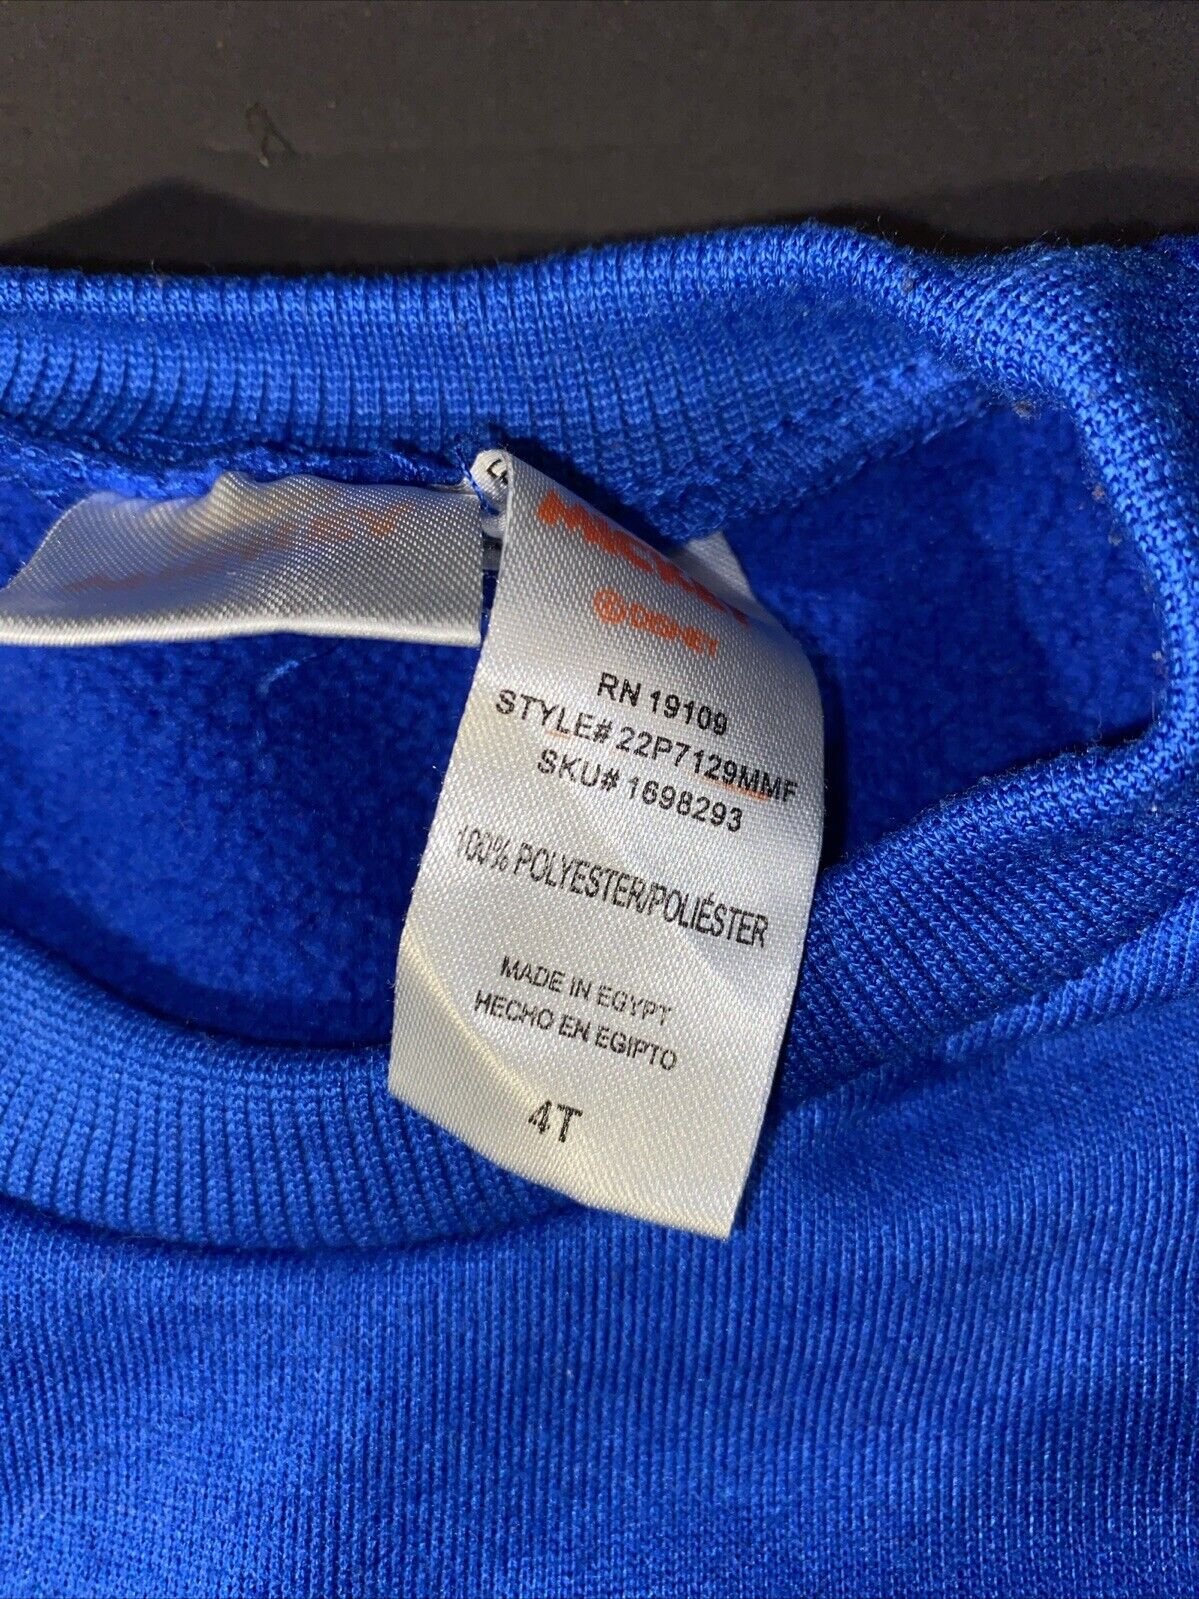 MICKEY
© DISNEY
RN 19109
STYLE# 22P7129MMF
SKU# 1698293
100% POLYESTER/POLIÉSTER
MADE IN EGYPT
HECHO EN EGIPTO
4T